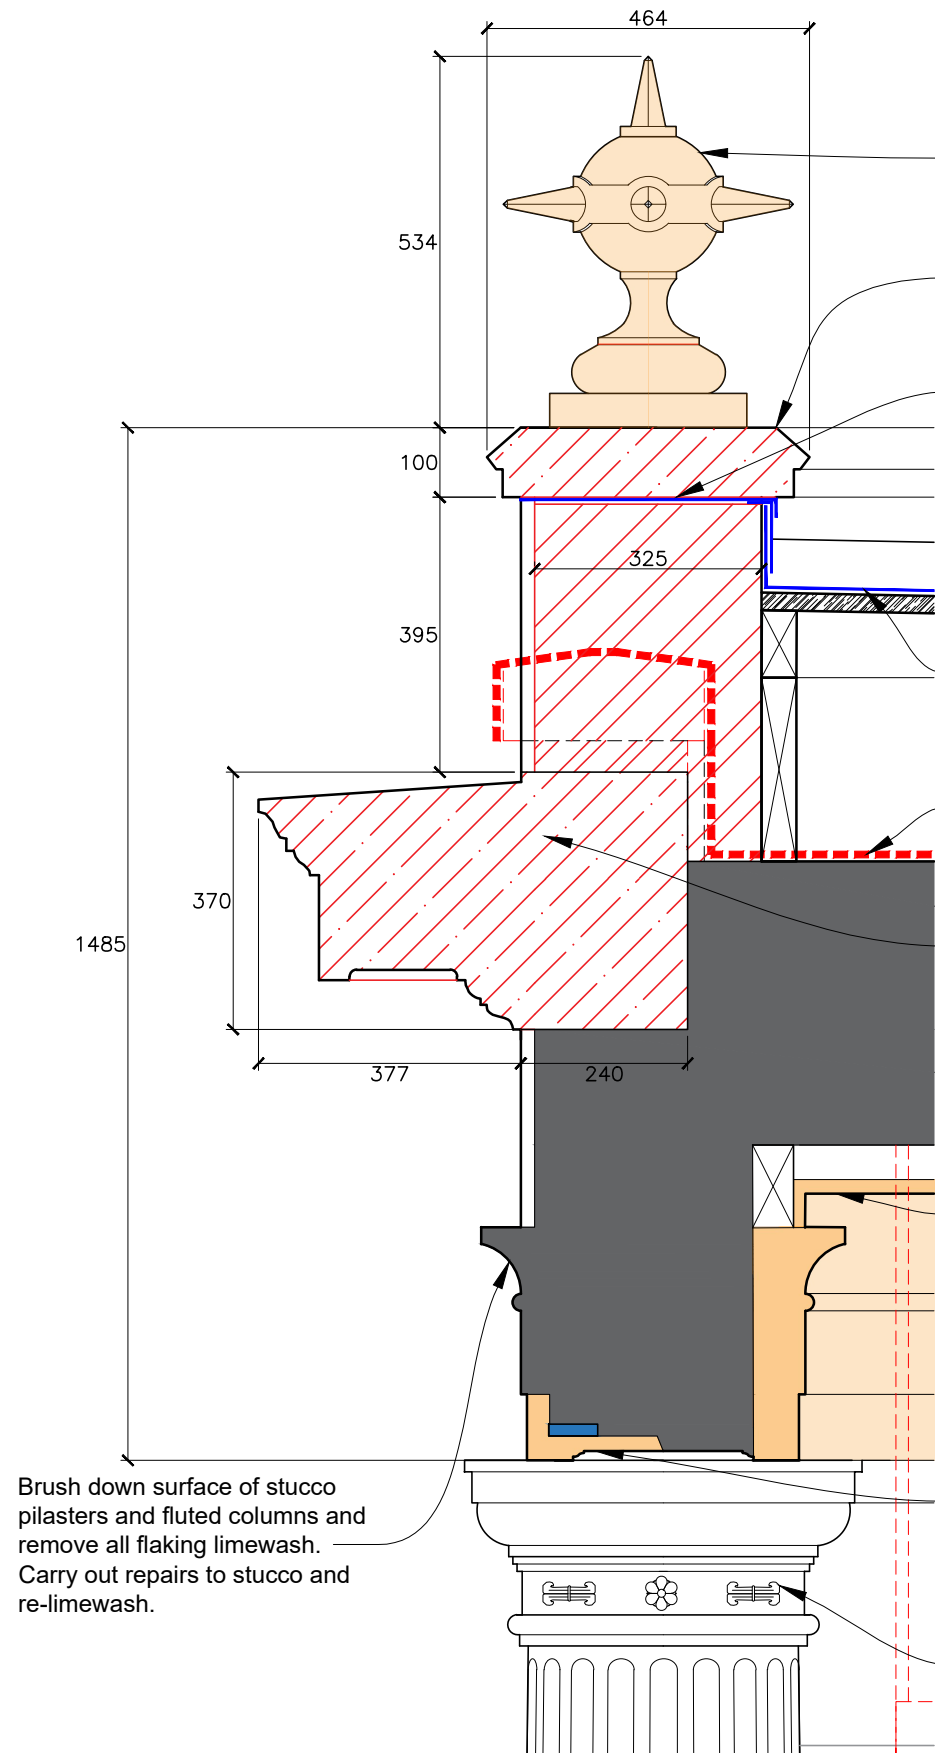 464
534
100
325
395
370
1485
377
240
Brush down surface of stucco
pilasters and fluted columns and
remove all flaking limewash.
Carry out repairs to stucco and
re-limewash.